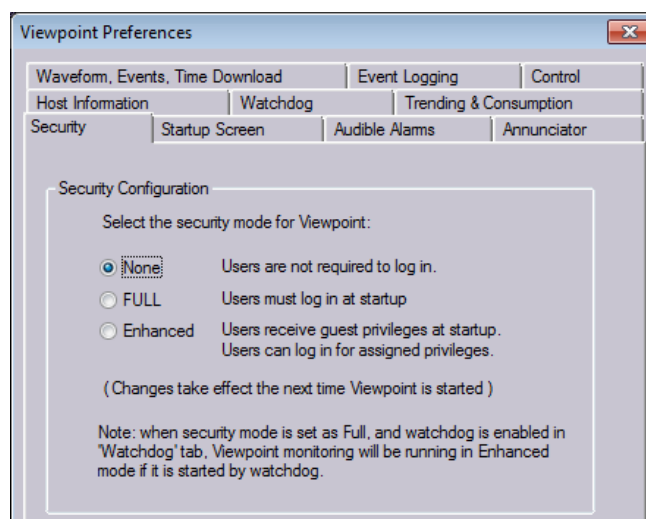 Viewpoint Preferences
Waveform, Events, Time Download Event Logging Control
Host Information Watchdog Trending & Consumption
Security Startup Screen Audible Alarms Annunciator
Security Configuration
Select the security mode for Viewpoint:
None Users are not required to log in.
FULL Users must log in at startup
Enhanced Users receive guest privileges at startup.
Users can log in for assigned privileges.
( Changes take effect the next time Viewpoint is started )
Note: when security mode is set as Full, and watchdog is enabled in
'Watchdog' tab, Viewpoint monitoring will be running in Enhanced
mode if it is started by watchdog.